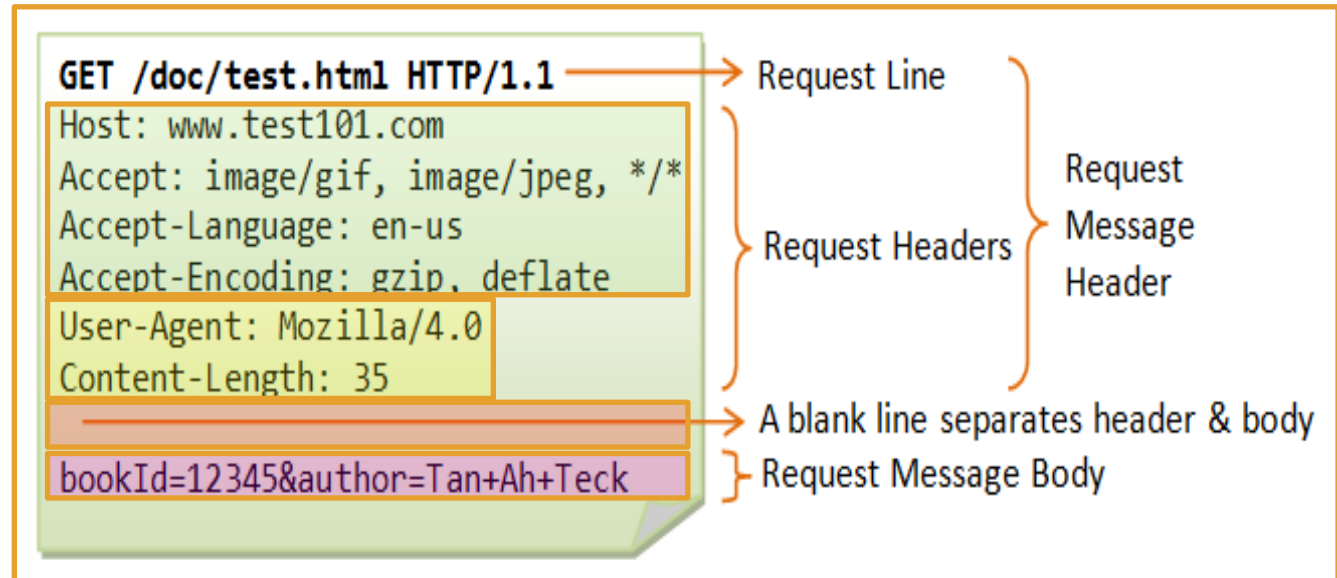 GET /doc/test.html HTTP/1.1
Request Line
Host: www.test101.com
Accept: image/gif, image/jpeg, */*
Accept-Language: en-us
Accept-Encoding: gzip, deflate
User-Agent: Mozilla/4.0
Content-Length: 35
Request Headers
Request
Message
Header
A blank line separates header & body
bookId=12345&author=Tan+Ah+Teck
Request Message Body